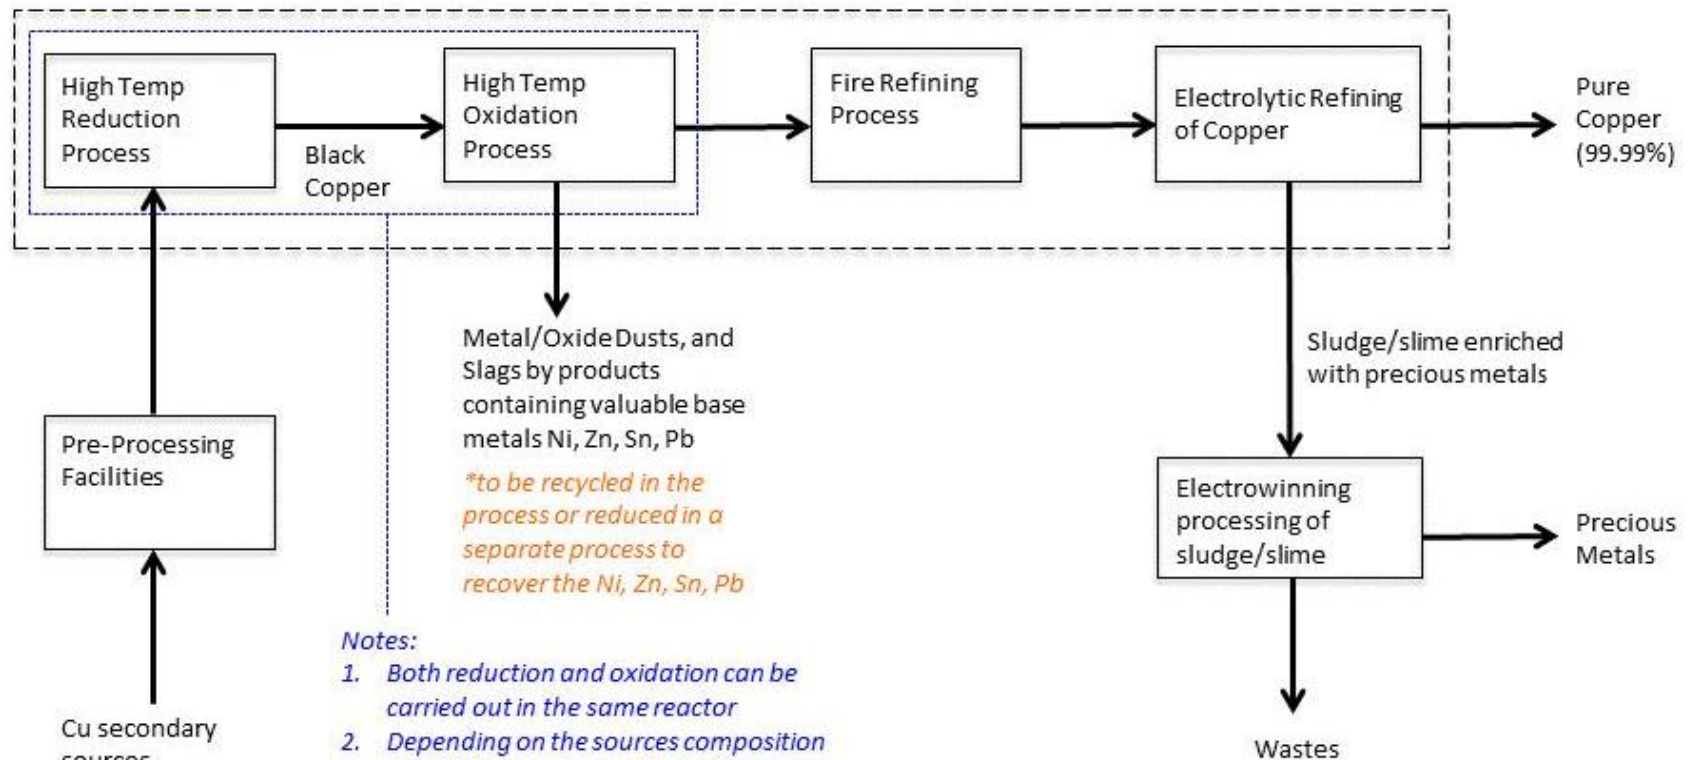 High Temp
Reduction
Process
Black
Copper
High Temp
Oxidation
Process
Fire Refining
Process
Electrolytic Refining
of Copper
Pure
Copper
(99.99%)
Metal/Oxide Dusts, and
Slags by products
containing valuable base
metals Ni, Zn, Sn, Pb
*to be recycled in the
process or reduced in a
separate process to
recover the Ni, Zn, Sn, Pb
Sludge/slime enriched
with precious metals
Pre-Processing
Facilities
Electrowinning
processing of
sludge/slime
Precious
Metals
Notes:
1. Both reduction and oxidation can be
carried out in the same reactor
2. Depending on the sources composition
Cu secondary
sources
Wastes